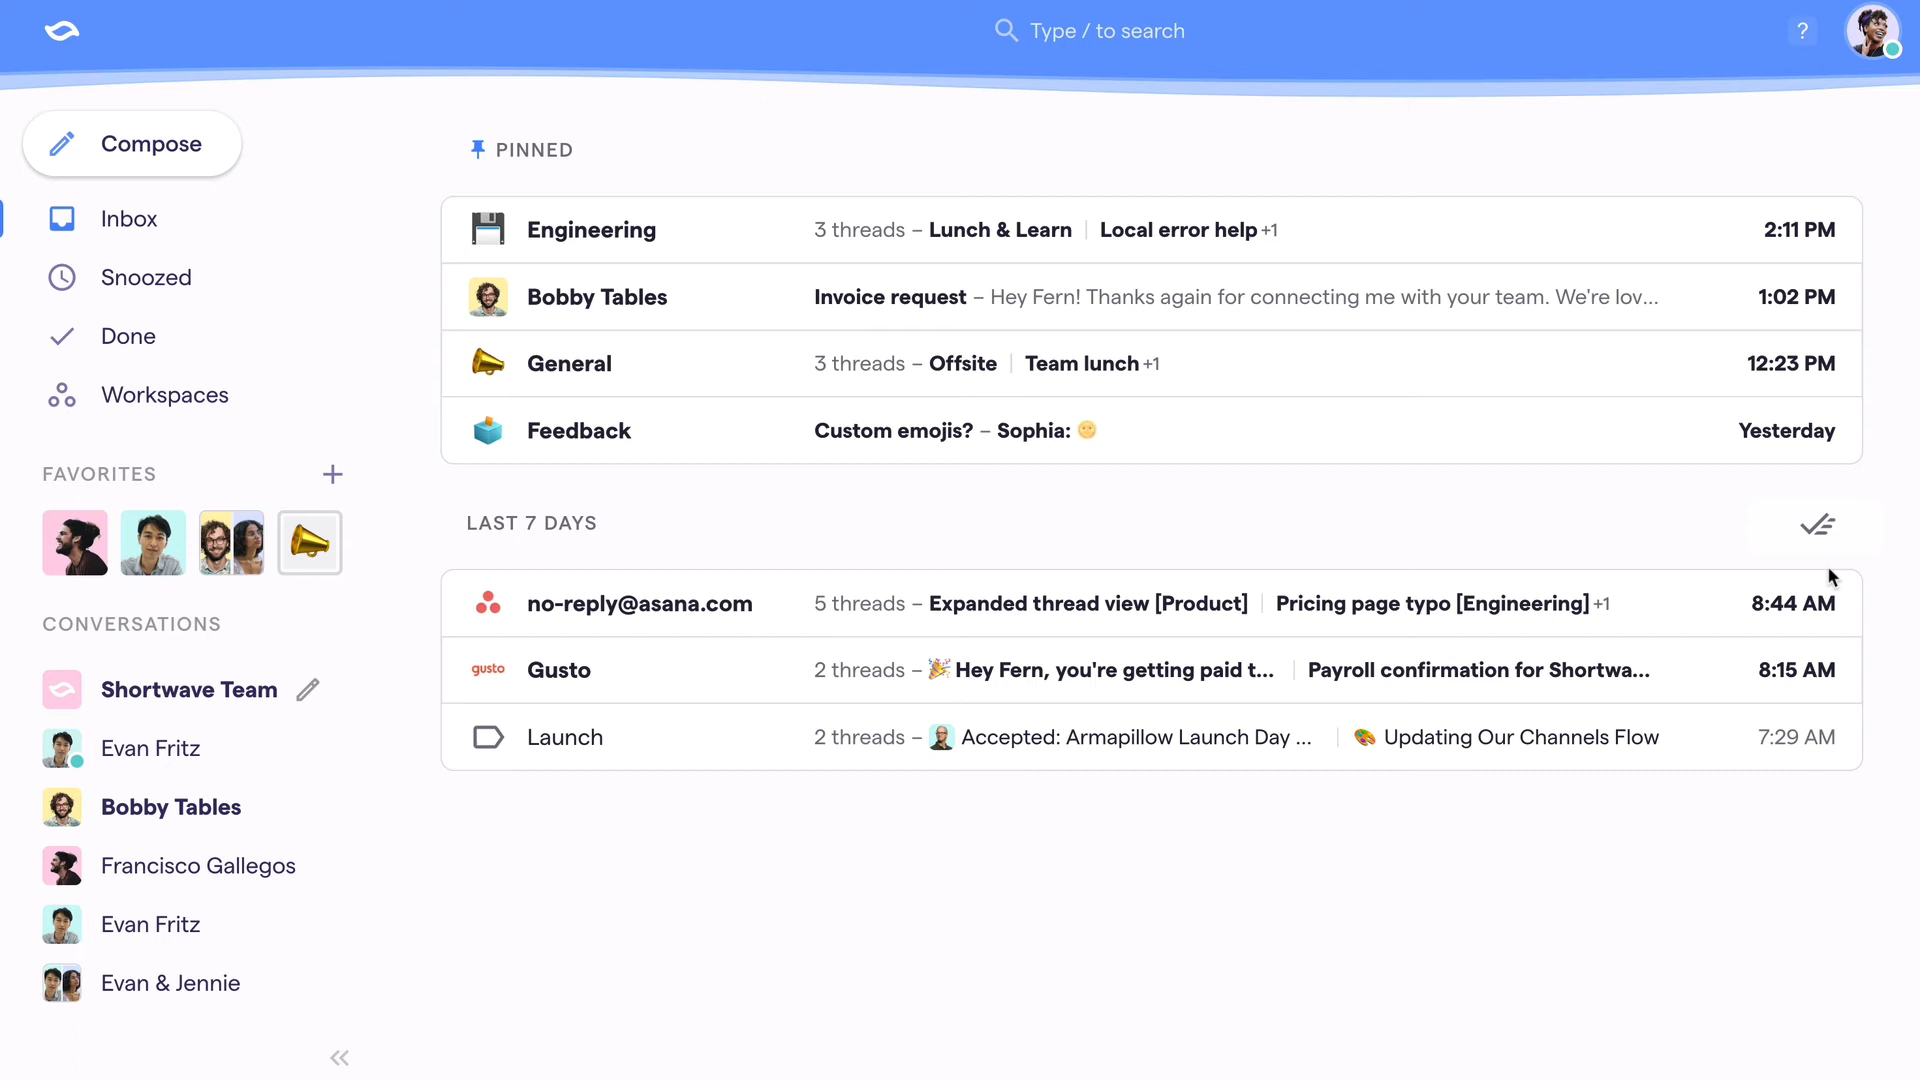 Type / to search
?
Compose
Inbox
Snoozed
Done
Workspaces
FAVORITES
CONVERSATIONS
Shortwave Team
Evan Fritz
Bobby Tables
Francisco Gallegos
Evan Fritz
Evan & Jennie
PINNED
Engineering 3 threads – Lunch & Learn Local error help +1 2:11 PM
Bobby Tables Invoice request – Hey Fern! Thanks again for connecting me with your team. We're lov... 1:02 PM
General 3 threads – Offsite Team lunch +1 12:23 PM
Feedback Custom emojis? – Sophia: 🌝 Yesterday
LAST 7 DAYS
no-reply@asana.com 5 threads – Expanded thread view [Product] Pricing page typo [Engineering] +1 8:44 AM
gusto Gusto 2 threads – 🎉 Hey Fern, you're getting paid t... Payroll confirmation for Shortwa... 8:15 AM
Launch 2 threads – Accepted: Armapillow Launch Day ... 🎨 Updating Our Channels Flow 7:29 AM